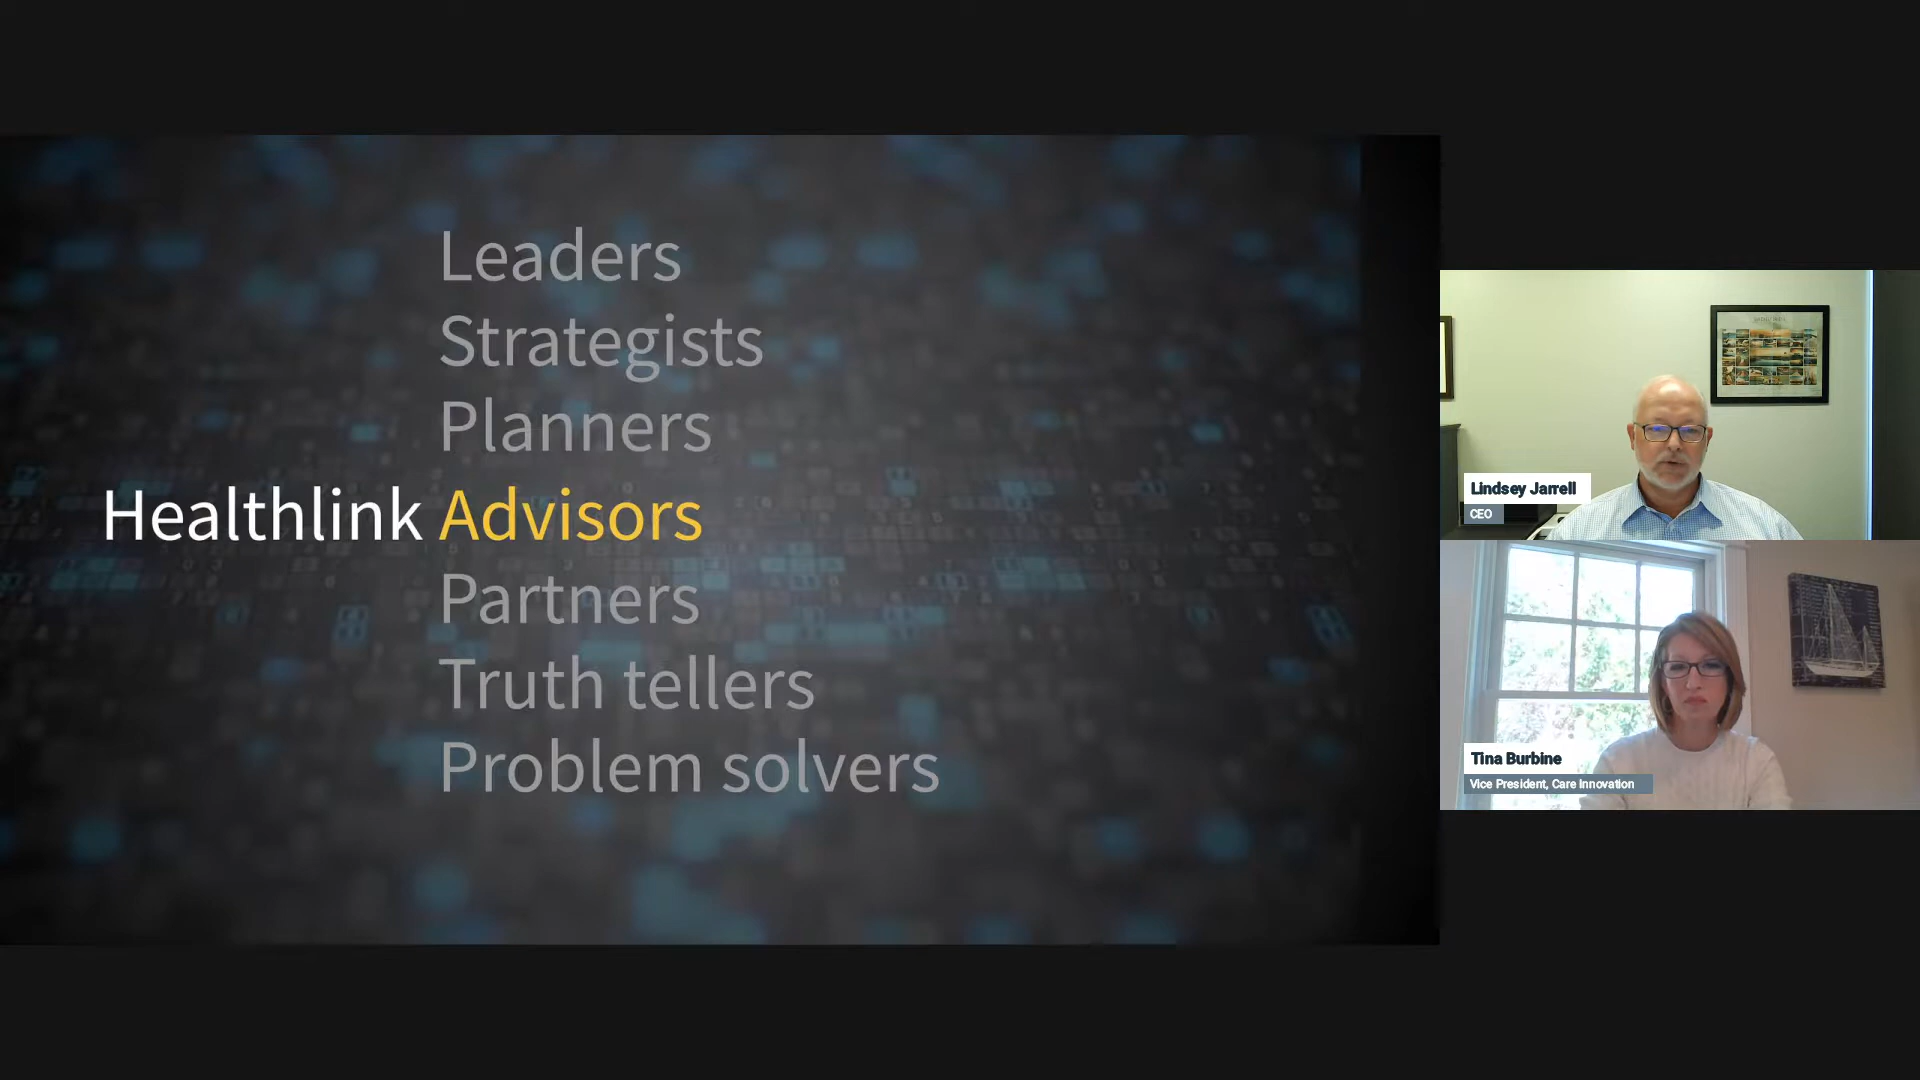 Leaders
Strategists
Planners
Healthlink Advisors
Partners
Truth tellers
Problem solvers
Lindsey Jarrell
CEO
Tina Burbine
Vice President, Care Innovation